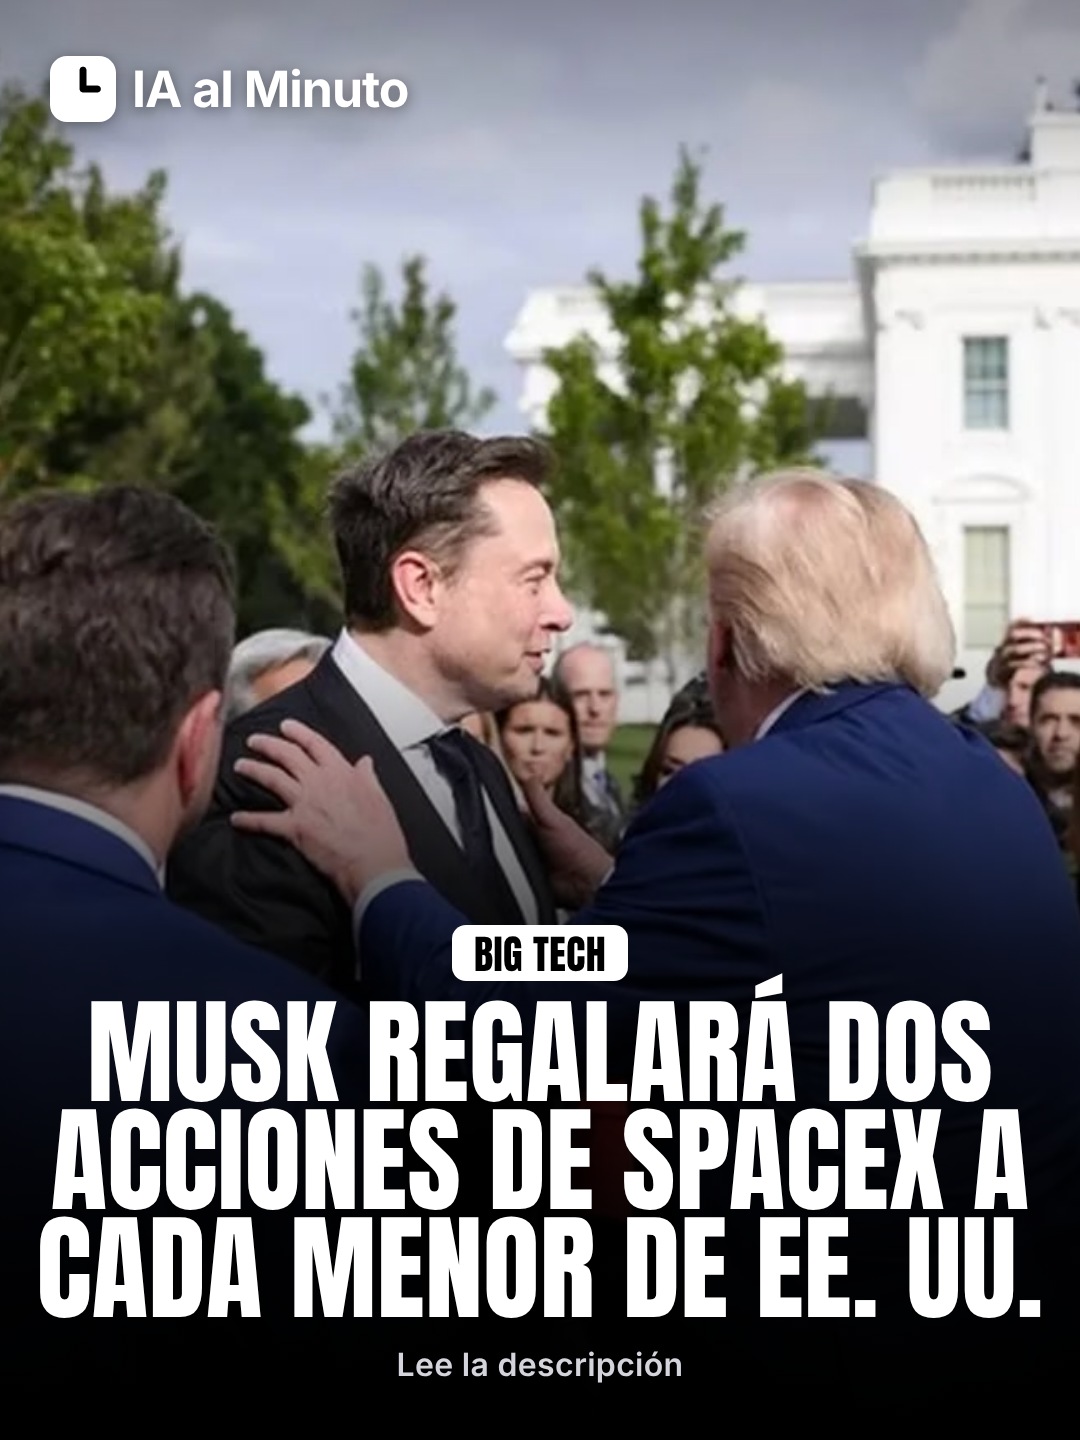 IA al Minuto
BIG TECH
MUSK REGALARÁ DOS
ACCIONES DE SPACEX A
CADA MENOR DE EE. UU.
Lee la descripción